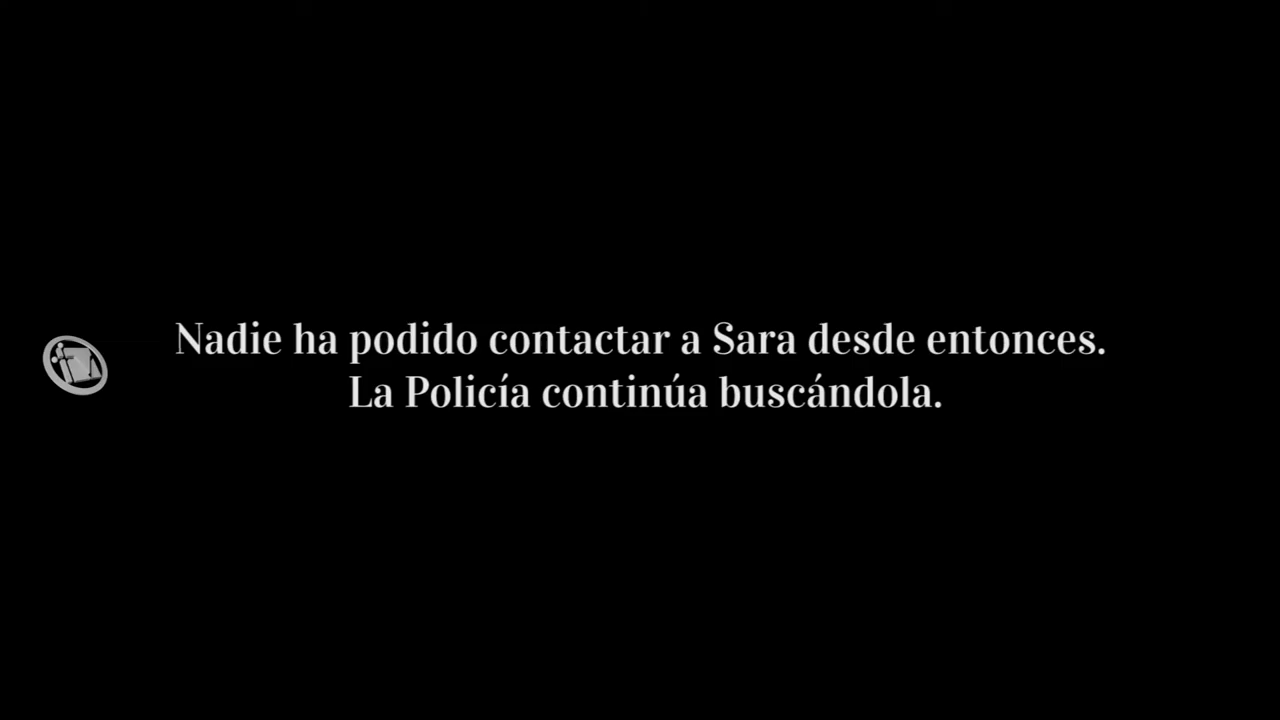 Nadie ha podido contactar a Sara desde entonces.
La Policía continúa buscándola.